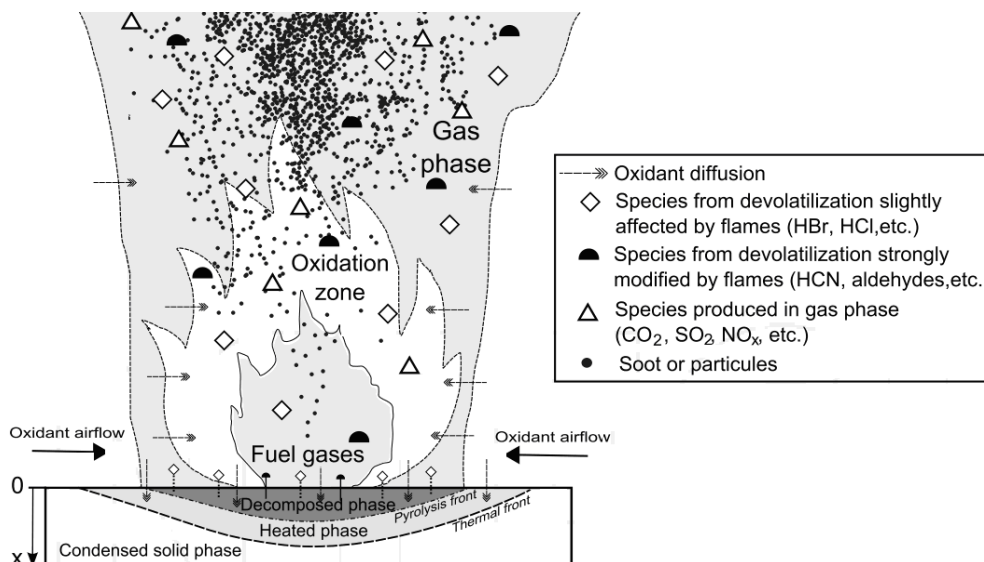 Gas
phase
Oxidation
zone
Fuel gases
Oxidant airflow
Oxidant airflow
0
Decomposed phase
Pyrolysis front
Heated phase
Thermal front
Condensed solid phase
x
Oxidant diffusion
Species from devolatilization slightly
affected by flames (HBr, HCl,etc.)
Species from devolatilization strongly
modified by flames (HCN, aldehydes,etc.
Species produced in gas phase
(CO₂, SO₂, NOₓ, etc.)
Soot or particules